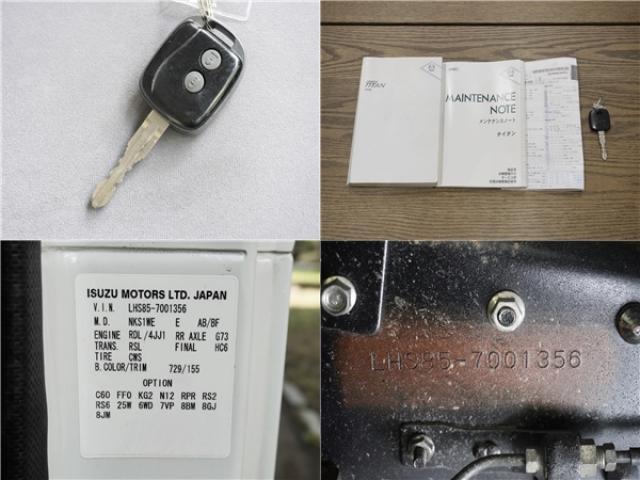 TITAN
MAINTENANCE
NOTE
メンテナンスノート
タイタン
ISUZU MOTORS LTD. JAPAN
V.I.N. LHS85-7001356
M.D. NKS1WE E AB/BF
ENGINE RDL/4JJ1 RR AXLE G73
TRANS. RSL FINAL HC6
TIRE CWS
B.COLOR/TRIM 729/155
OPTION
C60 FF0 KG2 N12 RPR RS2
RS6 25W 6WD 7VP 8BM 8GJ
8JM
LHS85-7001356